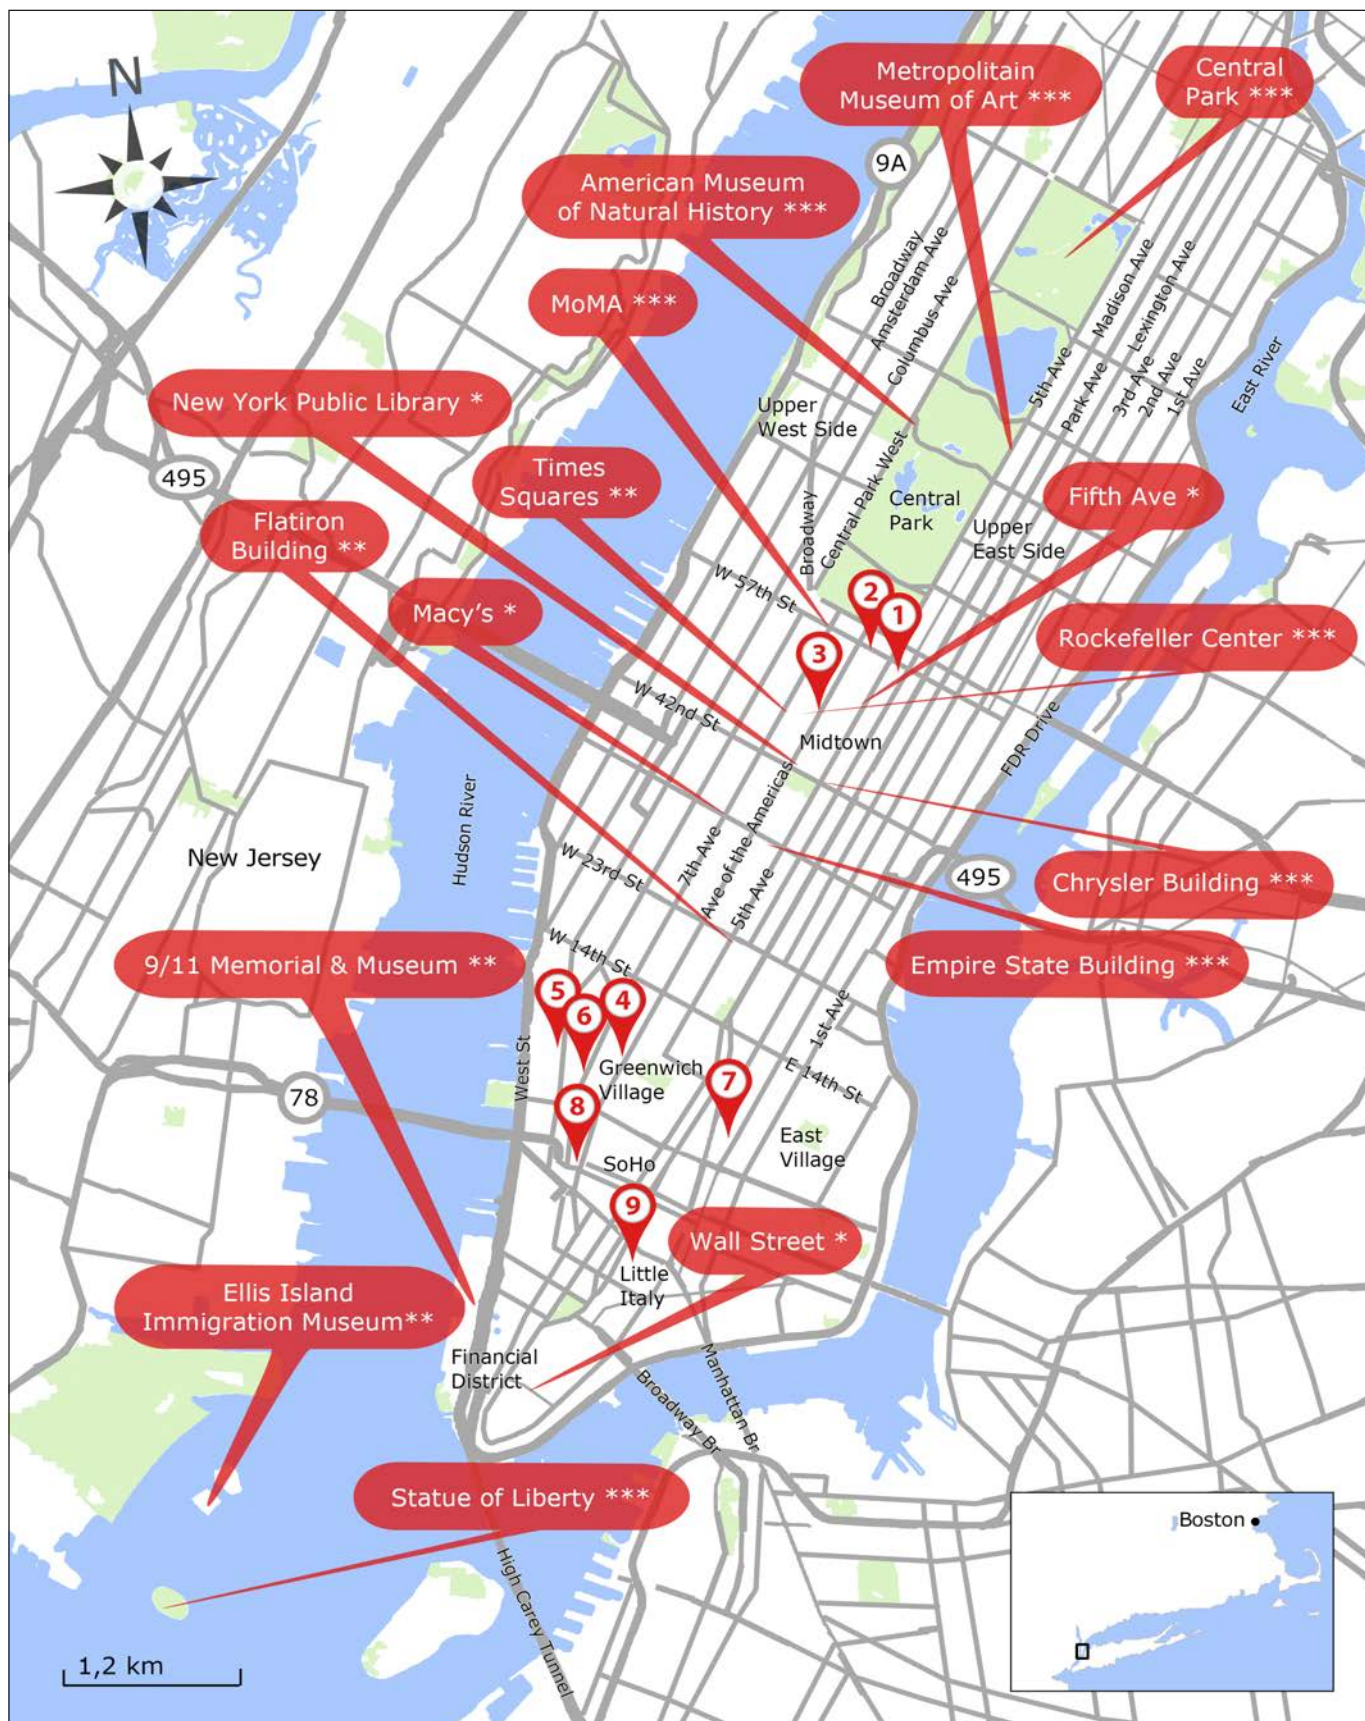 N
Metropolitain
Museum of Art ***
Central
Park ***
9A
American Museum
of Natural History ***
Broadway
Amsterdam Ave
Columbus Ave
Madison Ave
Lexington Ave
MoMA ***
5th Ave
Park Ave
3rd Ave
2nd Ave
1st Ave
East River
New York Public Library *
Upper
West Side
495
Times
Squares **
Central Park West
Broadway
Central
Park
Fifth Ave *
Flatiron
Building **
Upper
East Side
W 57th St
2
1
Macy's *
3
Rockefeller Center ***
W 42nd St
Midtown
FDR Drive
Hudson River
New Jersey
7th Ave
Ave of the Americas
5th Ave
W 23rd St
495
Chrysler Building ***
9/11 Memorial & Museum **
W 14th St
Empire State Building ***
5
6
4
1st Ave
West St
Greenwich
Village
7
E 14th St
78
8
East
Village
SoHo
9
Wall Street *
Little
Italy
Ellis Island
Immigration Museum**
Financial
District
Broadway Br
Manhattan Br
Statue of Liberty ***
Boston
High Carey Tunnel
1,2 km